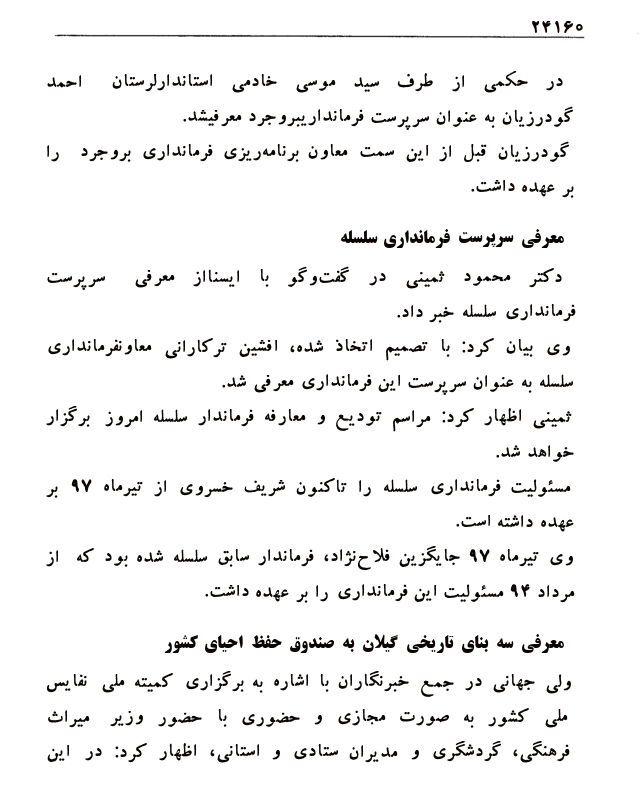 ۲۴۱۶۰
در حکمی از طرف سید موسی خادمی استاندارلرستان احمد
گودرزیان به عنوان سرپرست فرمانداریبروجرد معرفیشد.
گودرزیان قبل از این سمت معاون برنامه‌ریزی فرمانداری بروجرد را
بر عهده داشت.
معرفی سرپرست فرمانداری سلسله
دکتر محمود ثمینی در گفت‌وگو با ایسنااز معرفی سرپرست
فرمانداری سلسله خبر داد.
وی بیان کرد: با تصمیم اتخاذ شده، افشین ترکارانی معاونفرمانداری
سلسله به عنوان سرپرست این فرمانداری معرفی شد.
ثمینی اظهار کرد: مراسم تودیع و معارفه فرماندار سلسله امروز برگزار
خواهد شد.
مسئولیت فرمانداری سلسله را تاکنون شریف خسروی از تیرماه ۹۷ بر
عهده داشته است.
وی تیرماه ۹۷ جایگزین فلاح‌نژاد، فرماندار سابق سلسله شده بود که از
مرداد ۹۴ مسئولیت این فرمانداری را بر عهده داشت.
معرفی سه بنای تاریخی گیلان به صندوق حفظ احیای کشور
ولی جهانی در جمع خبرنگاران با اشاره به برگزاری کمیته ملی نفایس
ملی کشور به صورت مجازی و حضوری با حضور وزیر میراث
فرهنگی، گردشگری و مدیران ستادی و استانی، اظهار کرد: در این